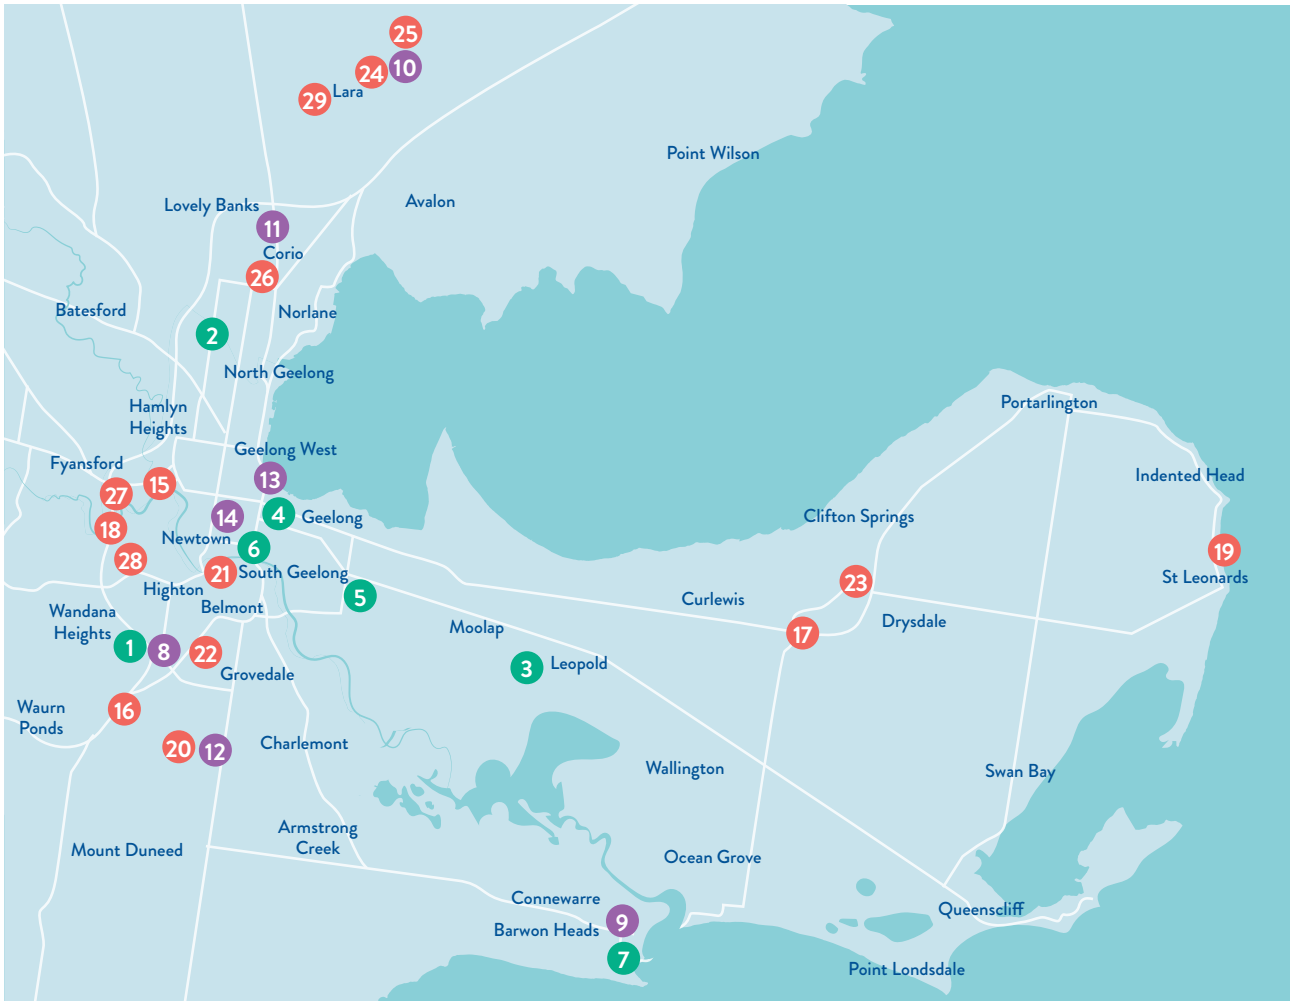 25
24
10
29
Lara
Point Wilson
Lovely Banks
Avalon
11
Corio
26
Batesford
Norlane
2
North Geelong
Portarlington
Hamlyn
Heights
Geelong West
Fyansford
13
Indented Head
27
15
14
4
Geelong
Clifton Springs
18
Newtown
6
19
28
21
South Geelong
23
St Leonards
Highton
Belmont
5
Curlewis
Wandana
Heights
Moolap
Drysdale
17
1
8
22
3
Leopold
Grovedale
Waurn
Ponds
16
20
12
Charlemont
Wallington
Swan Bay
Armstrong
Creek
Mount Duneed
Ocean Grove
Connewarre
9
Queenscliff
Barwon Heads
7
Point Londsdale